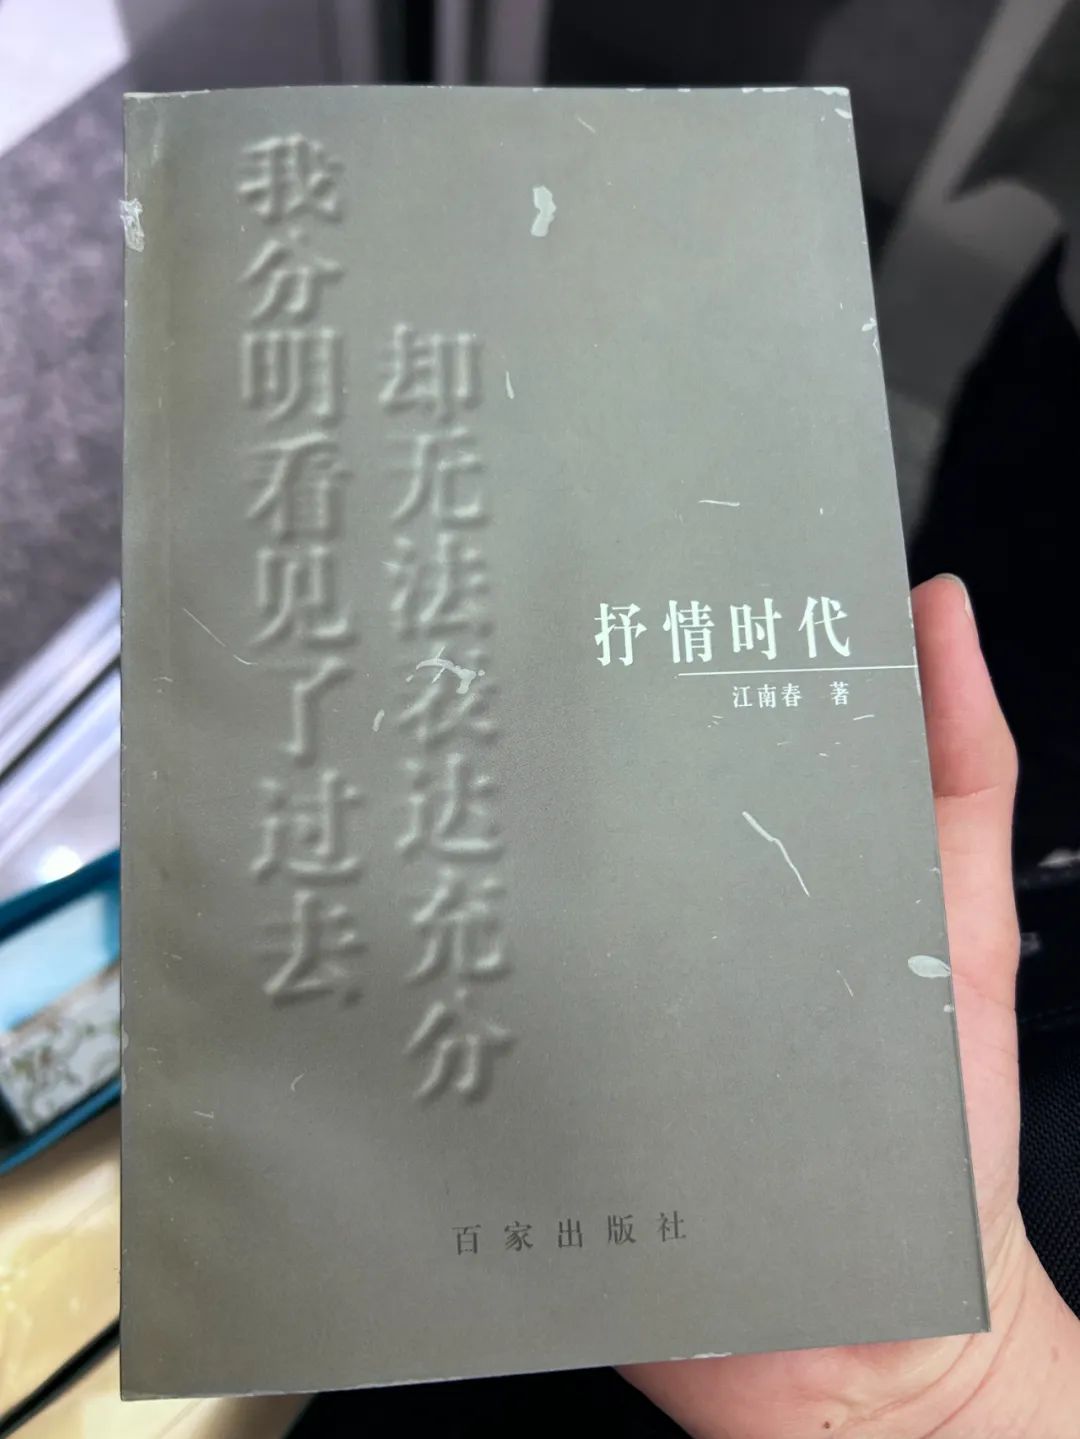 我分明看见了过去
却无法表达充分
抒情时代
江南春 著
百家出版社